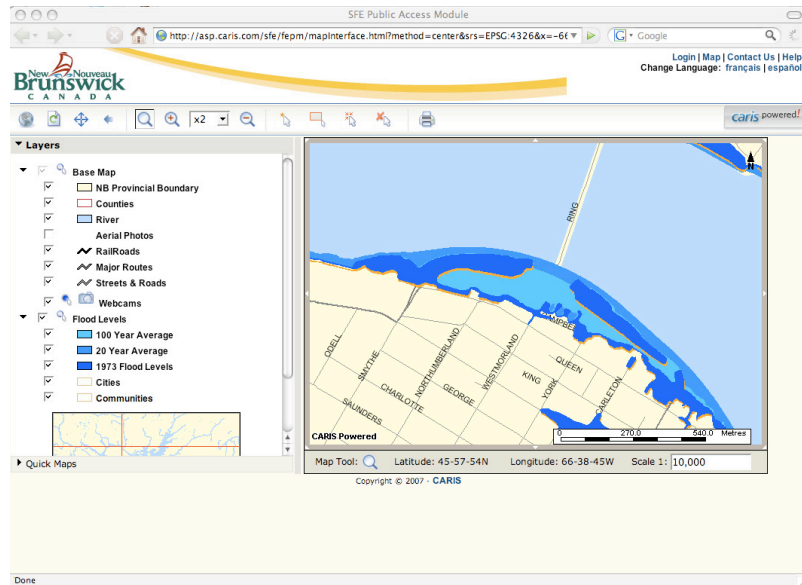 SFE Public Access Module
http://asp.caris.com/sfe/fepm/mapInterface.html?method=center&srs=EPSG:4326&x=-6
G Google
Login | Map | Contact Us | Help
Change Language: français | español
New Nouveau
Brunswick
CANADA
x2
caris powered!
Layers
Base Map
NB Provincial Boundary
Counties
River
Aerial Photos
RailRoads
Major Routes
Streets & Roads
Webcams
Flood Levels
100 Year Average
20 Year Average
1973 Flood Levels
Cities
Communities
Quick Maps
N
RING
ODELL
SMYTHE
NORTHUMBERLAND
WESTMORLAND
QUEEN
KING
YORK
CARLETON
CHARLOTTE
GEORGE
SAUNDERS
CARIS Powered
0 270.0 540.0 Metres
Map Tool: Latitude: 45-57-54N Longitude: 66-38-45W Scale 1: 10,000
Copyright © 2007 - CARIS
Done